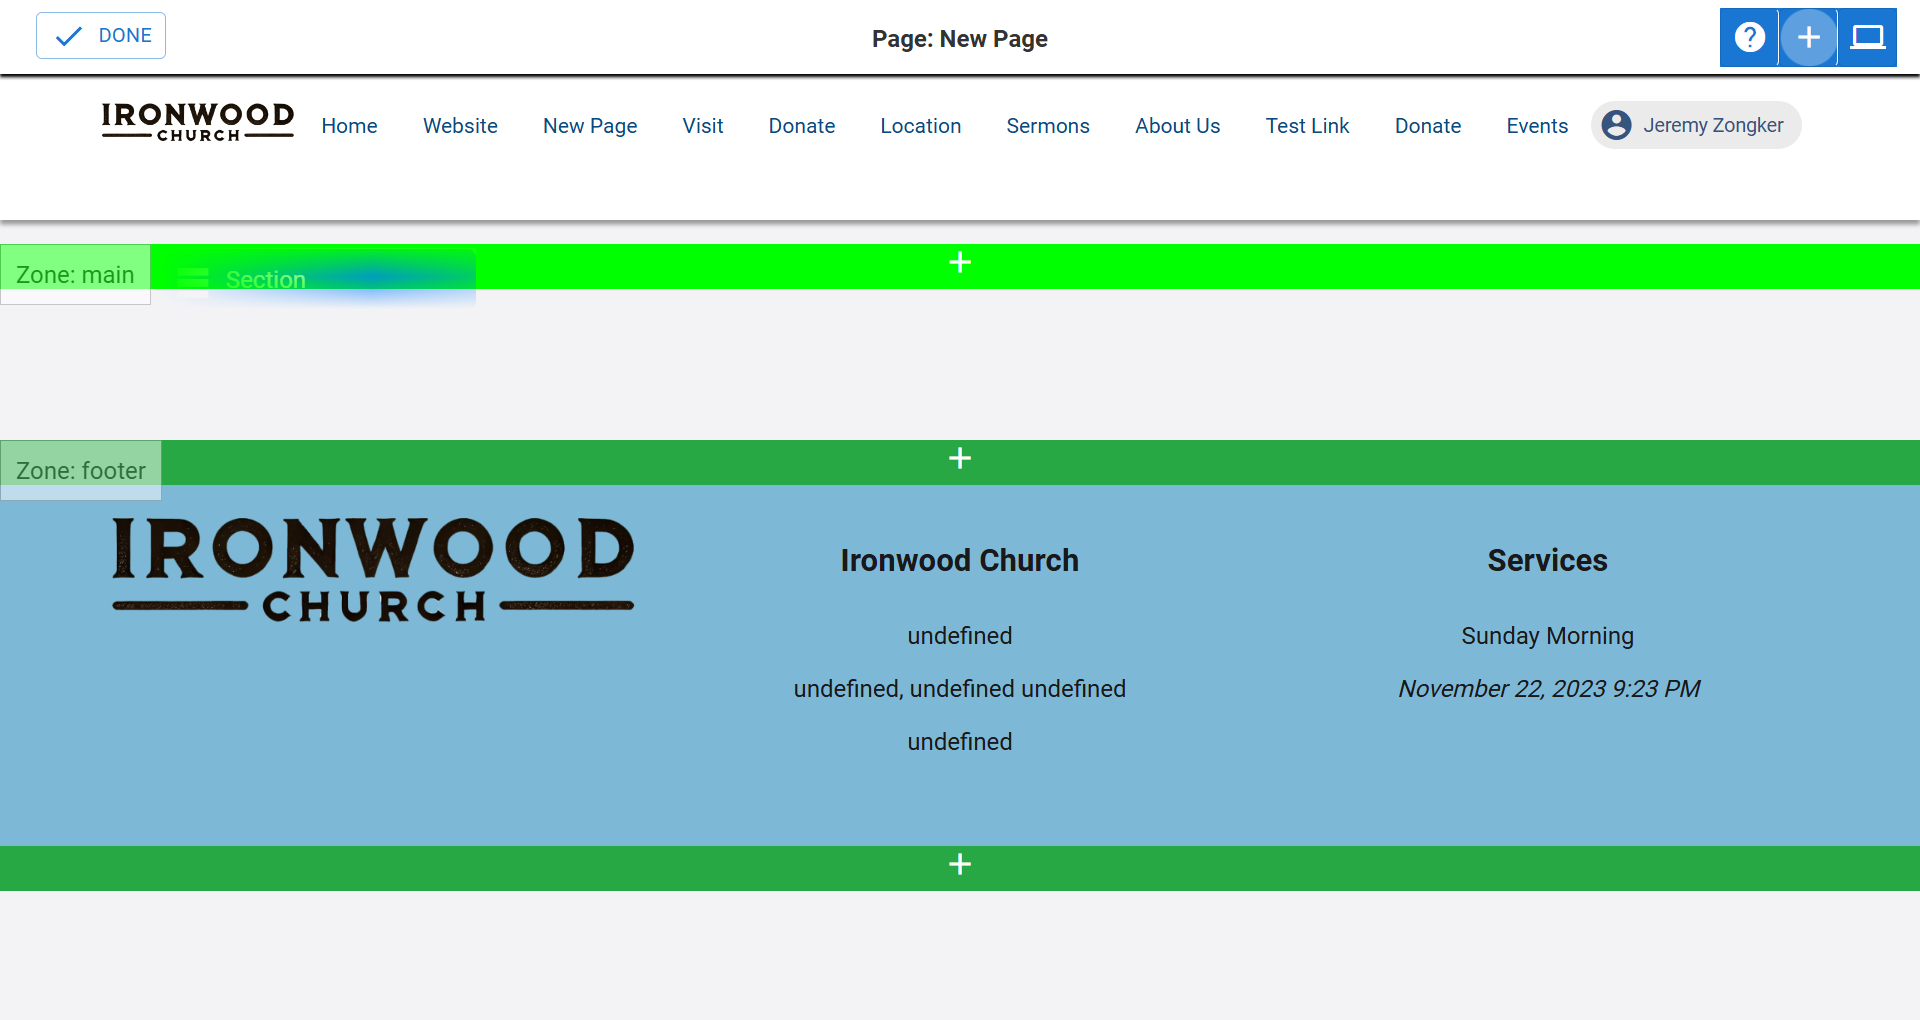 DONE
Page: New Page
IRONWOOD
CHURCH
Home Website New Page Visit Donate Location Sermons About Us Test Link Donate Events Jeremy Zongker
Zone: main
Section
Zone: footer
IRONWOOD
CHURCH
Ironwood Church
undefined
undefined, undefined undefined
undefined
Services
Sunday Morning
November 22, 2023 9:23 PM